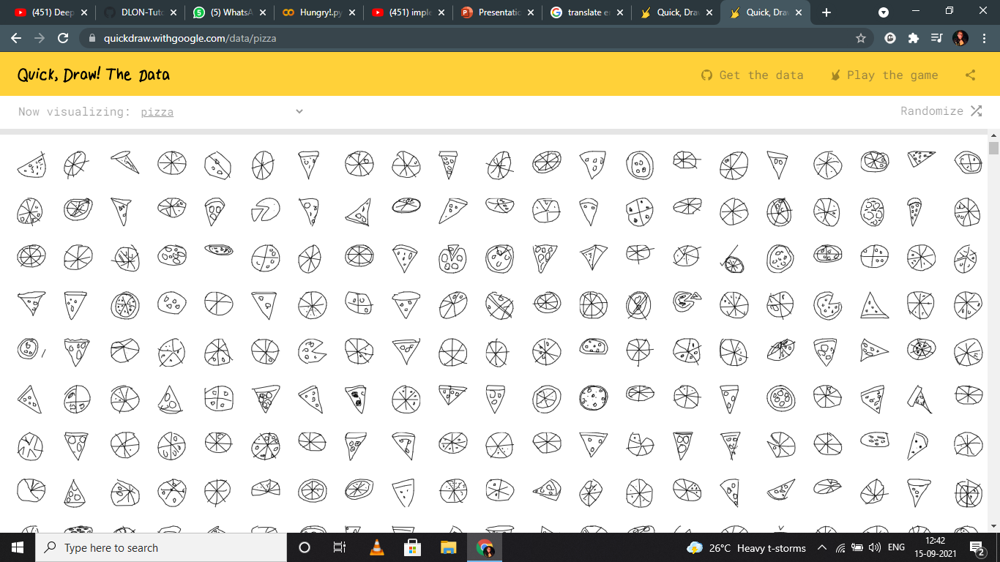 (451) Deep
DLON-Tuto
(5) WhatsA
Hungry!.py
(451) imple
Presentatic
translate er
Quick, Drav
Quick, Drav
quickdraw.withgoogle.com/data/pizza
Quick, Draw! The Data
Get the data
Play the game
Now visualizing: pizza
Randomize
Type here to search
26°C Heavy t-storms
ENG
12:42
15-09-2021
2